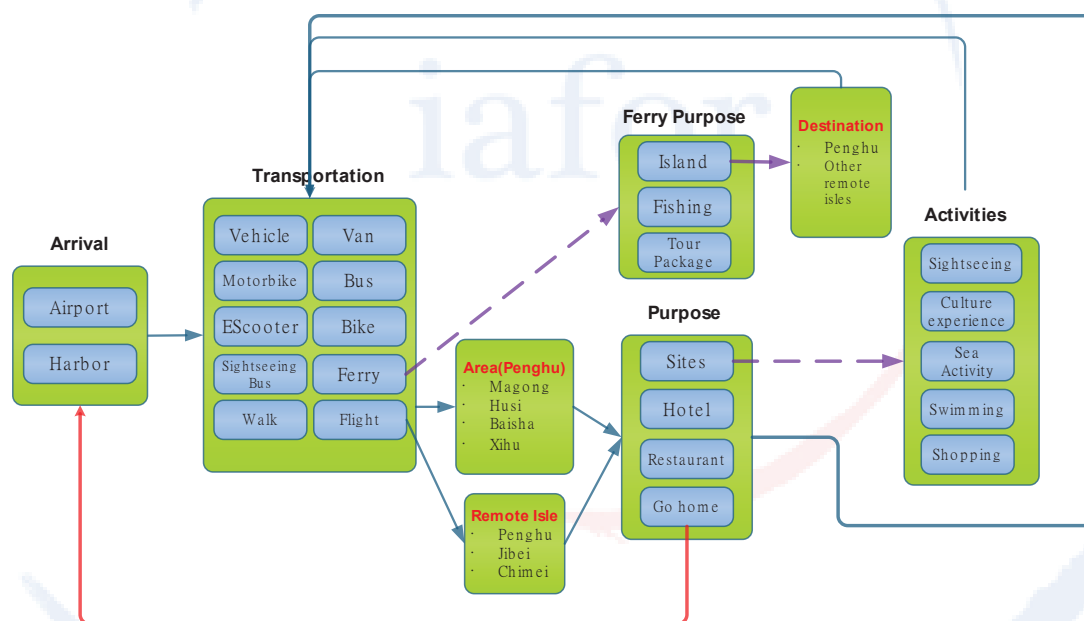 iafor
Arrival
Airport
Harbor
Transportation
Vehicle
Van
Motorbike
Bus
EScooter
Bike
Sightseeing
Bus
Ferry
Walk
Flight
Area(Penghu)
· Magong
· Husi
· Baisha
· Xihu
Remote Isle
· Penghu
· Jibei
· Chimei
Ferry Purpose
Island
Fishing
Tour
Package
Destination
· Penghu
· Other
remote
isles
Purpose
Sites
Hotel
Restaurant
Go home
Activities
Sightseeing
Culture
experience
Sea
Activity
Swimming
Shopping